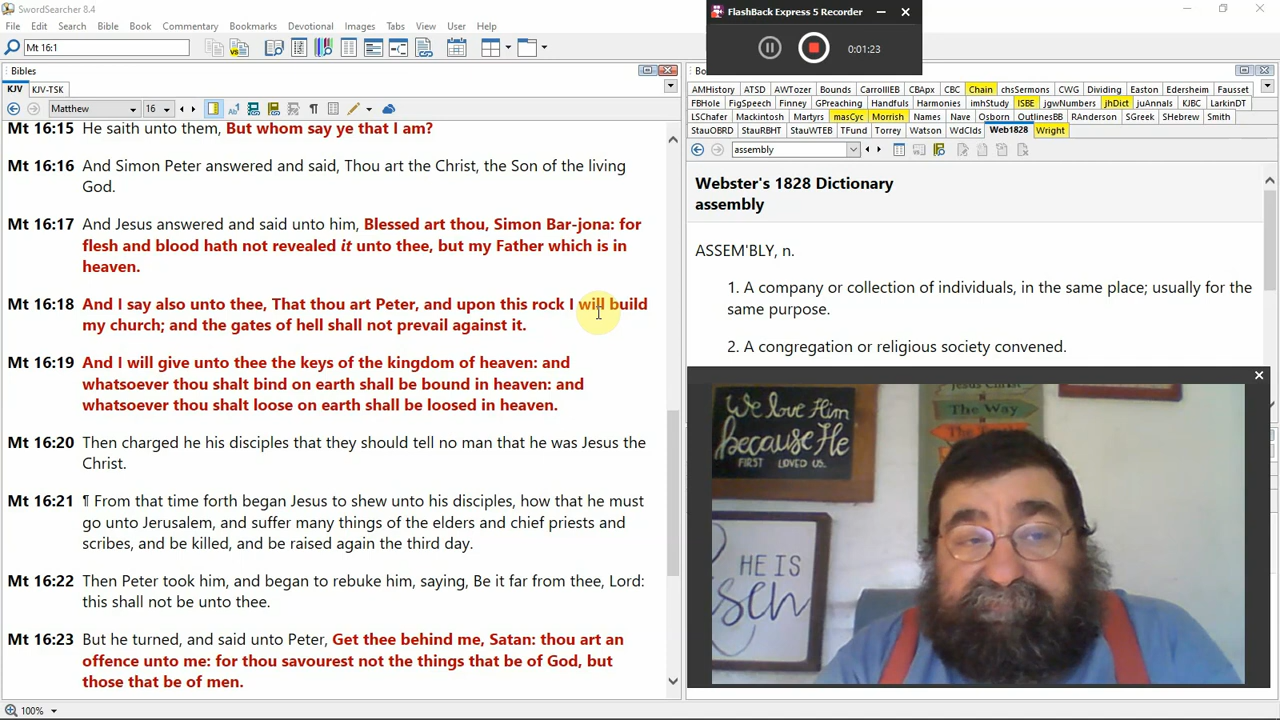 SwordSearcher 8.4
File Edit Search Bible Book Commentary Bookmarks Devotional Images Tabs View User Help
Mt 16:1
VS
FlashBack Express 5 Recorder
0:01:23
Bibles
KJV KJV-TSK
Matthew 16
Mt 16:15 He saith unto them, But whom say ye that I am?
Mt 16:16 And Simon Peter answered and said, Thou art the Christ, the Son of the living
God.
Mt 16:17 And Jesus answered and said unto him, Blessed art thou, Simon Bar-jona: for
flesh and blood hath not revealed it unto thee, but my Father which is in
heaven.
Mt 16:18 And I say also unto thee, That thou art Peter, and upon this rock I will build
my church; and the gates of hell shall not prevail against it.
Mt 16:19 And I will give unto thee the keys of the kingdom of heaven: and
whatsoever thou shalt bind on earth shall be bound in heaven: and
whatsoever thou shalt loose on earth shall be loosed in heaven.
Mt 16:20 Then charged he his disciples that they should tell no man that he was Jesus the
Christ.
Mt 16:21 ¶ From that time forth began Jesus to shew unto his disciples, how that he must
go unto Jerusalem, and suffer many things of the elders and chief priests and
scribes, and be killed, and be raised again the third day.
Mt 16:22 Then Peter took him, and began to rebuke him, saying, Be it far from thee, Lord:
this shall not be unto thee.
Mt 16:23 But he turned, and said unto Peter, Get thee behind me, Satan: thou art an
offence unto me: for thou savourest not the things that be of God, but
those that be of men.
100%
AMHistory ATSD AWTozer Bounds CarrollIEB CBApx CBC Chain chsSermons CWG Dividing Easton Edersheim Fausset
FBHole FigSpeech Finney GPreaching Handfuls Harmonies imhStudy ISBE jgwNumbers jhDict juAnnals KJBC LarkinDT
LSChafer Mackintosh Martyrs masCyc Morrish Names Nave Osborn OutlinesBB RAnderson SGreek SHebrew Smith
StauOBRD StauRBHT StauWTEB TFund Torrey Watson WdClds Web1828 Wright
assembly
Webster's 1828 Dictionary
assembly
ASSEM'BLY, n.
1. A company or collection of individuals, in the same place; usually for the
same purpose.
2. A congregation or religious society convened.
We love Him
because He
FIRST LOVED US.
Jesus Christ
The Way
HE IS